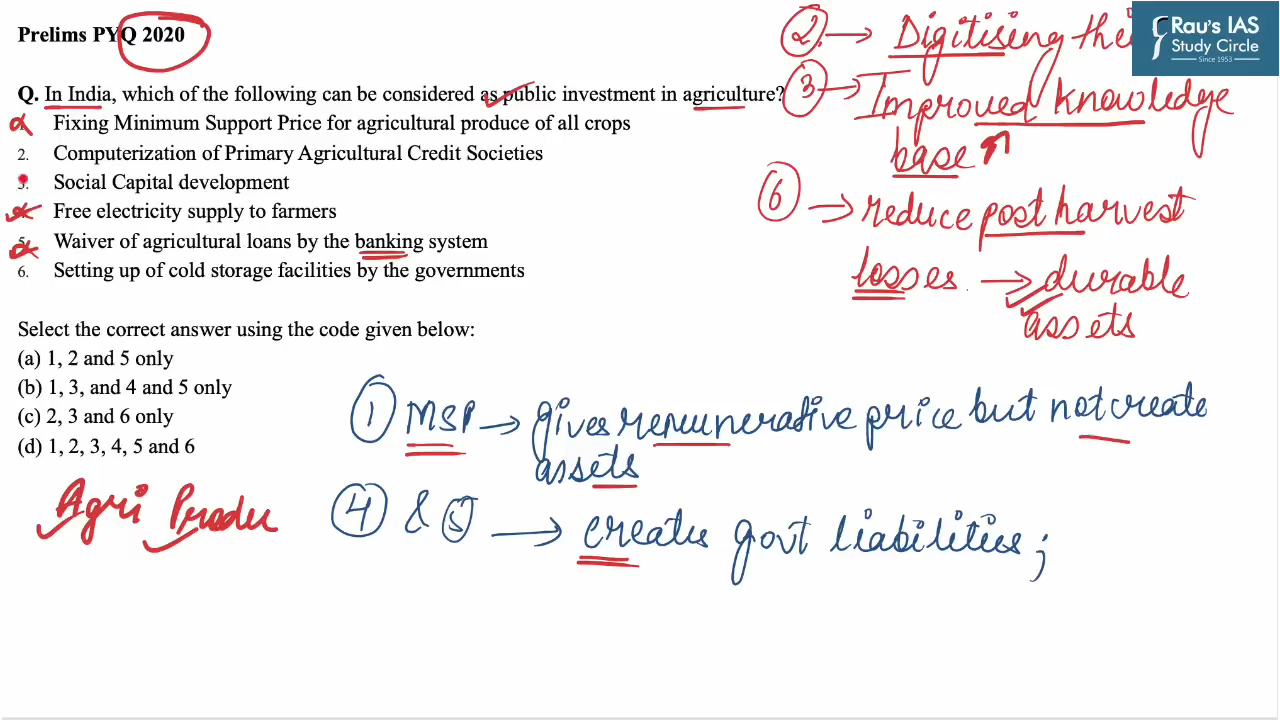 Prelims PYQ 2020
Q. In India, which of the following can be considered as public investment in agriculture?
1. Fixing Minimum Support Price for agricultural produce of all crops
2. Computerization of Primary Agricultural Credit Societies
3. Social Capital development
4. Free electricity supply to farmers
5. Waiver of agricultural loans by the banking system
6. Setting up of cold storage facilities by the governments
Select the correct answer using the code given below:
(a) 1, 2 and 5 only
(b) 1, 3, and 4 and 5 only
(c) 2, 3 and 6 only
(d) 1, 2, 3, 4, 5 and 6
② → Digitising
③ → Improved knowledge
base
⑥ → reduce post harvest
losses → durable
assets
① MSP → gives remunerative price but not create
assets
④ & ⑤ → creates govt liabilities;
Agri Produ
Rau's IAS
Study Circle
Since 1953